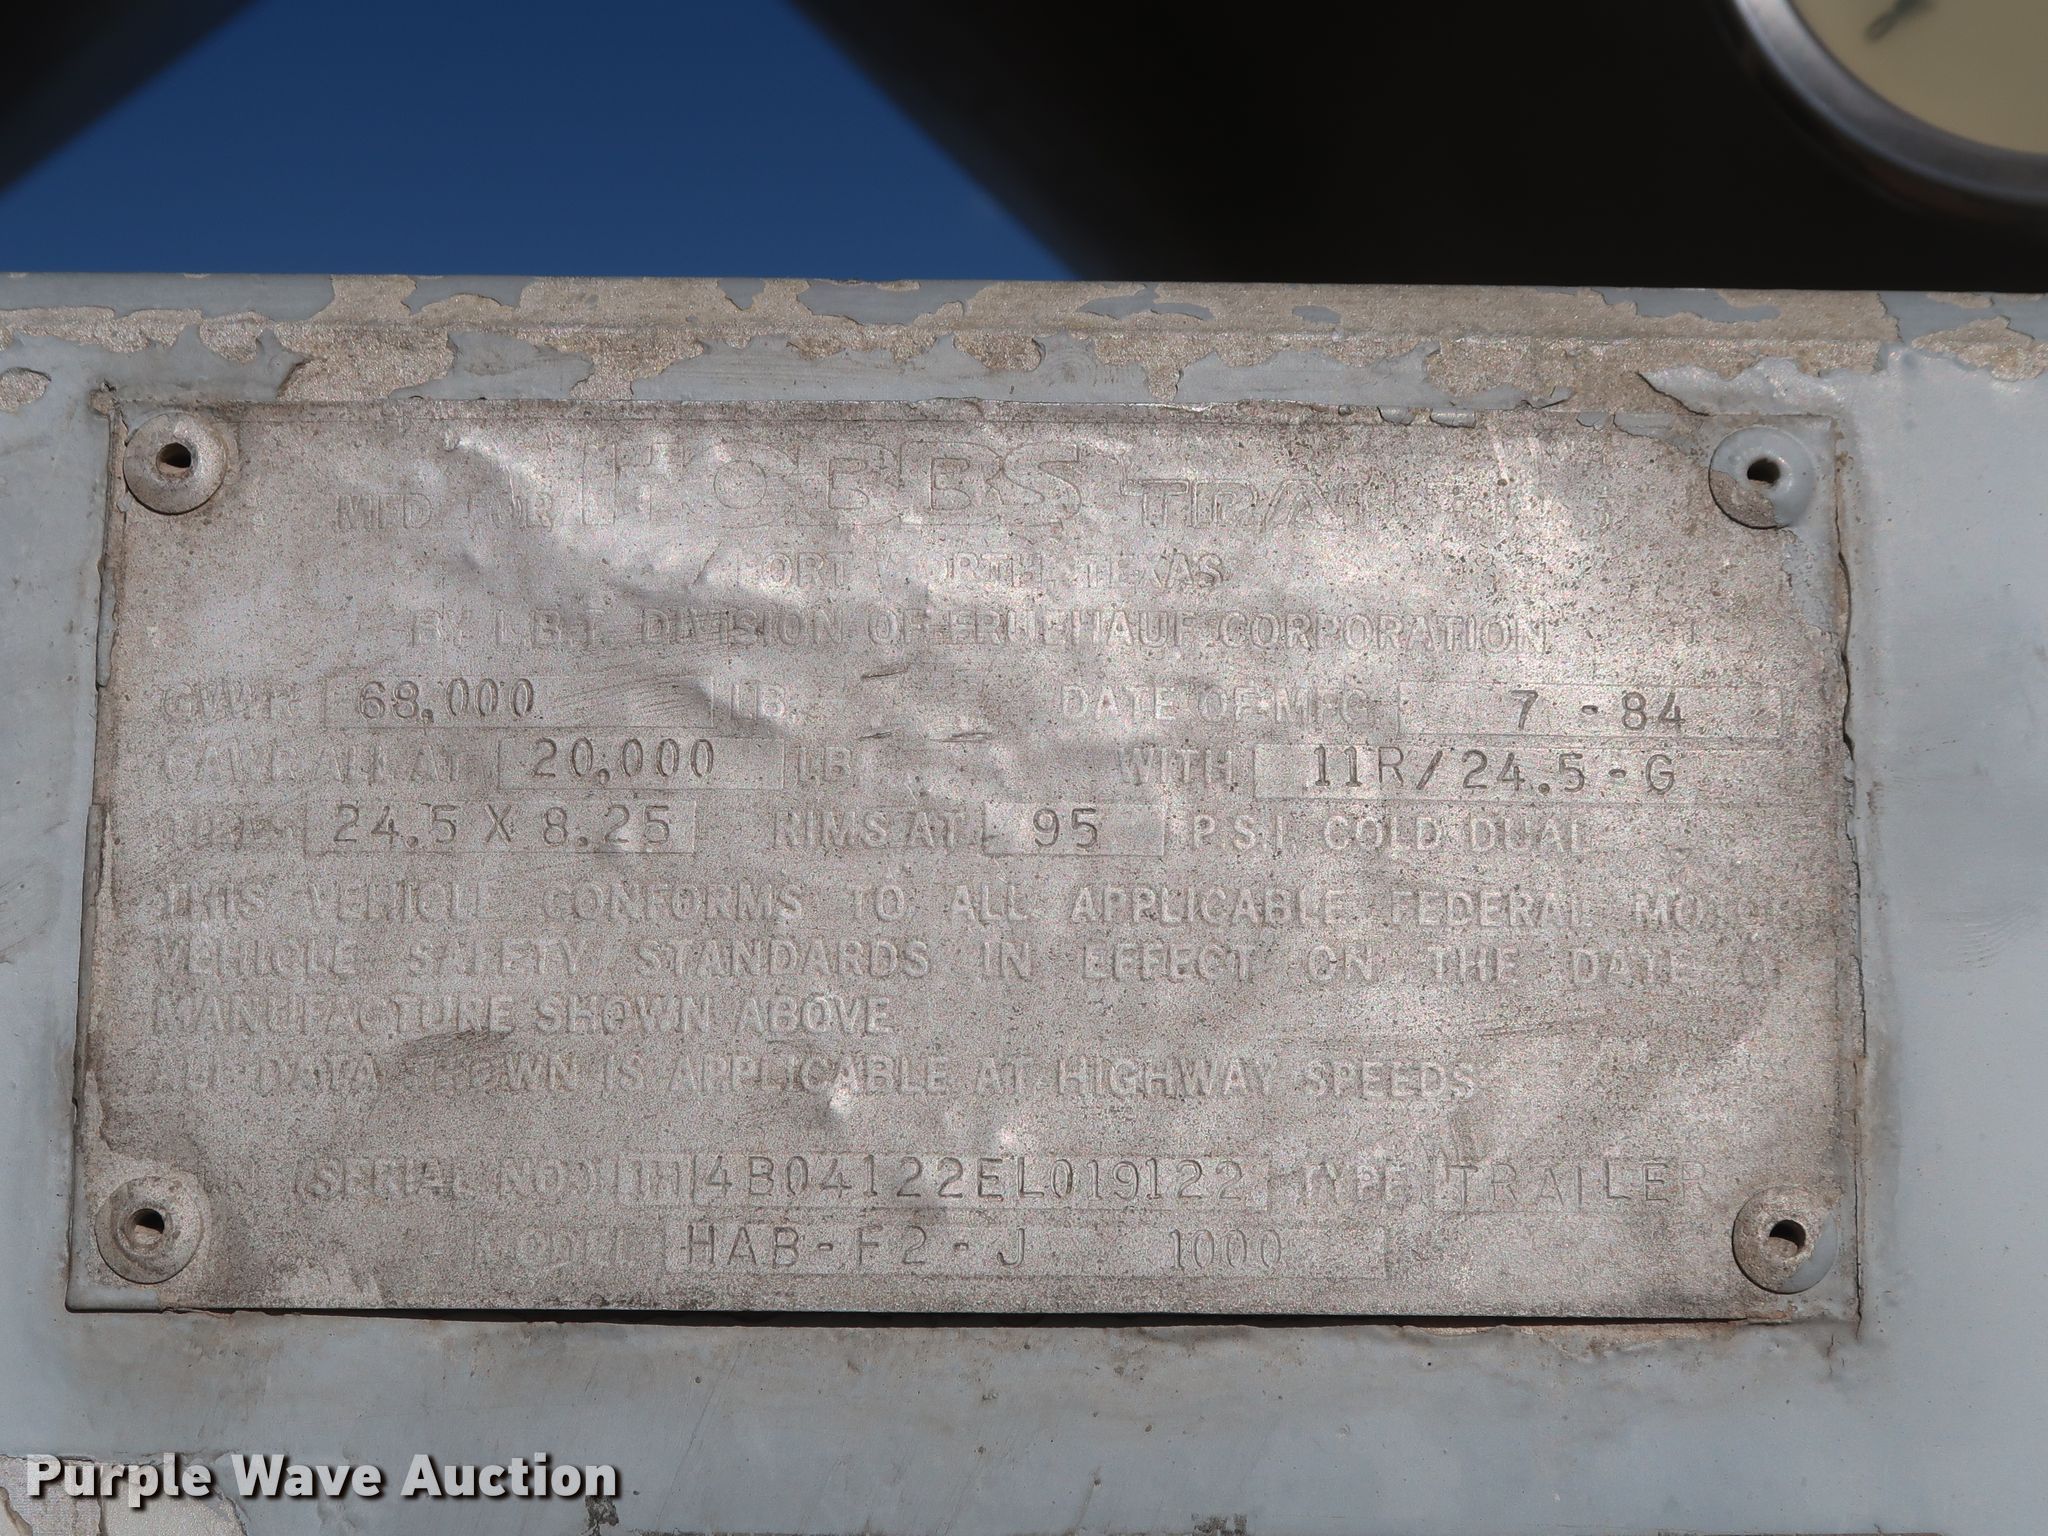 MFD. FOR HOBBS TRAILERS
FORT WORTH, TEXAS
BY L.B.T. DIVISION OF FRUEHAUF CORPORATION
GVWR 68,000 LB. DATE OF MFG 7 - 84
GAWR ALL AT 20,000 LB WITH 11R/24.5-G
TIRES 24.5 X 8.25 RIMS AT 95 P.S.I. COLD DUAL
THIS VEHICLE CONFORMS TO ALL APPLICABLE FEDERAL MOTOR
VEHICLE SAFETY STANDARDS IN EFFECT ON THE DATE OF
MANUFACTURE SHOWN ABOVE
ALL DATA SHOWN IS APPLICABLE AT HIGHWAY SPEEDS
(SERIAL NO.) 1H4B04122EL019122 TYPE TRAILER
MODEL HAB-F2-J 1000
Purple Wave Auction